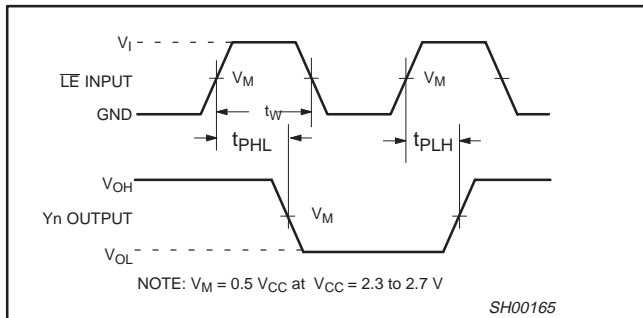 VI
LE INPUT
VM
VM
GND
tW
tPHL
tPLH
VOH
Yn OUTPUT
VM
VOL
NOTE: VM = 0.5 VCC at VCC = 2.3 to 2.7 V
SH00165